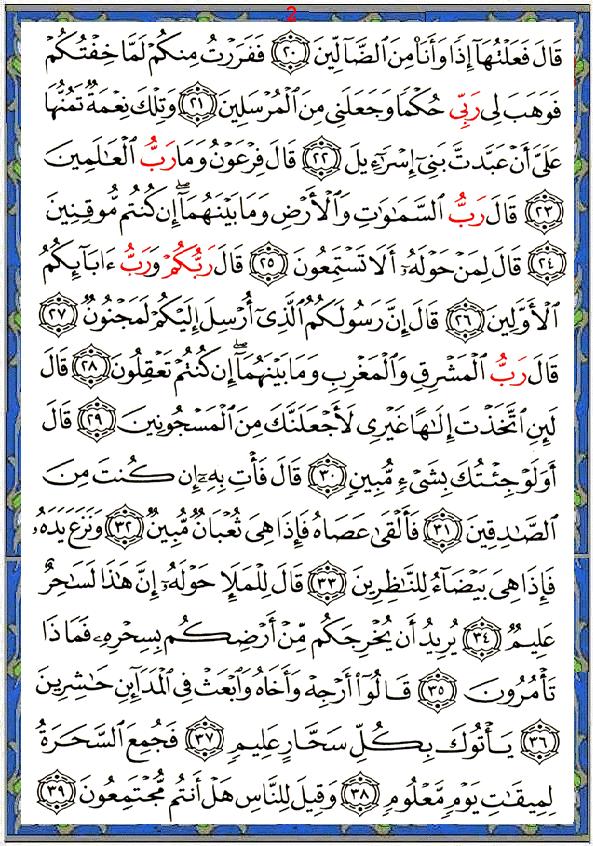 2
قَالَ فَعَلْتُهَآ إِذًا وَأَنَا۠ مِنَ ٱلضَّآلِّينَ ﴿٢٠﴾ فَفَرَرْتُ مِنكُمْ لَمَّا خِفْتُكُمْ
فَوَهَبَ لِى رَبِّى حُكْمًا وَجَعَلَنِى مِنَ ٱلْمُرْسَلِينَ ﴿٢١﴾ وَتِلْكَ نِعْمَةٌ تَمُنُّهَا
عَلَىَّ أَنْ عَبَّدتَّ بَنِىٓ إِسْرَٰٓءِيلَ ﴿٢٢﴾ قَالَ فِرْعَوْنُ وَمَا رَبُّ ٱلْعَـٰلَمِينَ
﴿٢٣﴾ قَالَ رَبُّ ٱلسَّمَـٰوَٰتِ وَٱلْأَرْضِ وَمَا بَيْنَهُمَآ ۖ إِن كُنتُم مُّوقِنِينَ
﴿٢٤﴾ قَالَ لِمَنْ حَوْلَهُۥٓ أَلَا تَسْتَمِعُونَ ﴿٢٥﴾ قَالَ رَبُّكُمْ وَرَبُّ ءَابَآئِكُمُ
ٱلْأَوَّلِينَ ﴿٢٦﴾ قَالَ إِنَّ رَسُولَكُمُ ٱلَّذِىٓ أُرْسِلَ إِلَيْكُمْ لَمَجْنُونٌ ﴿٢٧﴾
قَالَ رَبُّ ٱلْمَشْرِقِ وَٱلْمَغْرِبِ وَمَا بَيْنَهُمَآ ۖ إِن كُنتُمْ تَعْقِلُونَ ﴿٢٨﴾ قَالَ
لَئِنِ ٱتَّخَذْتَ إِلَـٰهًا غَيْرِى لَأَجْعَلَنَّكَ مِنَ ٱلْمَسْجُونِينَ ﴿٢٩﴾ قَالَ
أَوَلَوْ جِئْتُكَ بِشَىْءٍ مُّبِينٍ ﴿٣٠﴾ قَالَ فَأْتِ بِهِۦٓ إِن كُنتَ مِنَ
ٱلصَّـٰدِقِينَ ﴿٣١﴾ فَأَلْقَىٰ عَصَاهُ فَإِذَا هِىَ ثُعْبَانٌ مُّبِينٌ ﴿٣٢﴾ وَنَزَعَ يَدَهُۥ
فَإِذَا هِىَ بَيْضَآءُ لِلنَّـٰظِرِينَ ﴿٣٣﴾ قَالَ لِلْمَلَإِ حَوْلَهُۥٓ إِنَّ هَـٰذَا لَسَـٰحِرٌ
عَلِيمٌ ﴿٣٤﴾ يُرِيدُ أَن يُخْرِجَكُم مِّنْ أَرْضِكُم بِسِحْرِهِۦ فَمَاذَا
تَأْمُرُونَ ﴿٣٥﴾ قَالُوٓا۟ أَرْجِهْ وَأَخَاهُ وَٱبْعَثْ فِى ٱلْمَدَآئِنِ حَـٰشِرِينَ
﴿٣٦﴾ يَأْتُوكَ بِكُلِّ سَحَّارٍ عَلِيمٍ ﴿٣٧﴾ فَجُمِعَ ٱلسَّحَرَةُ
لِمِيقَـٰتِ يَوْمٍ مَّعْلُومٍ ﴿٣٨﴾ وَقِيلَ لِلنَّاسِ هَلْ أَنتُم مُّجْتَمِعُونَ ﴿٣٩﴾